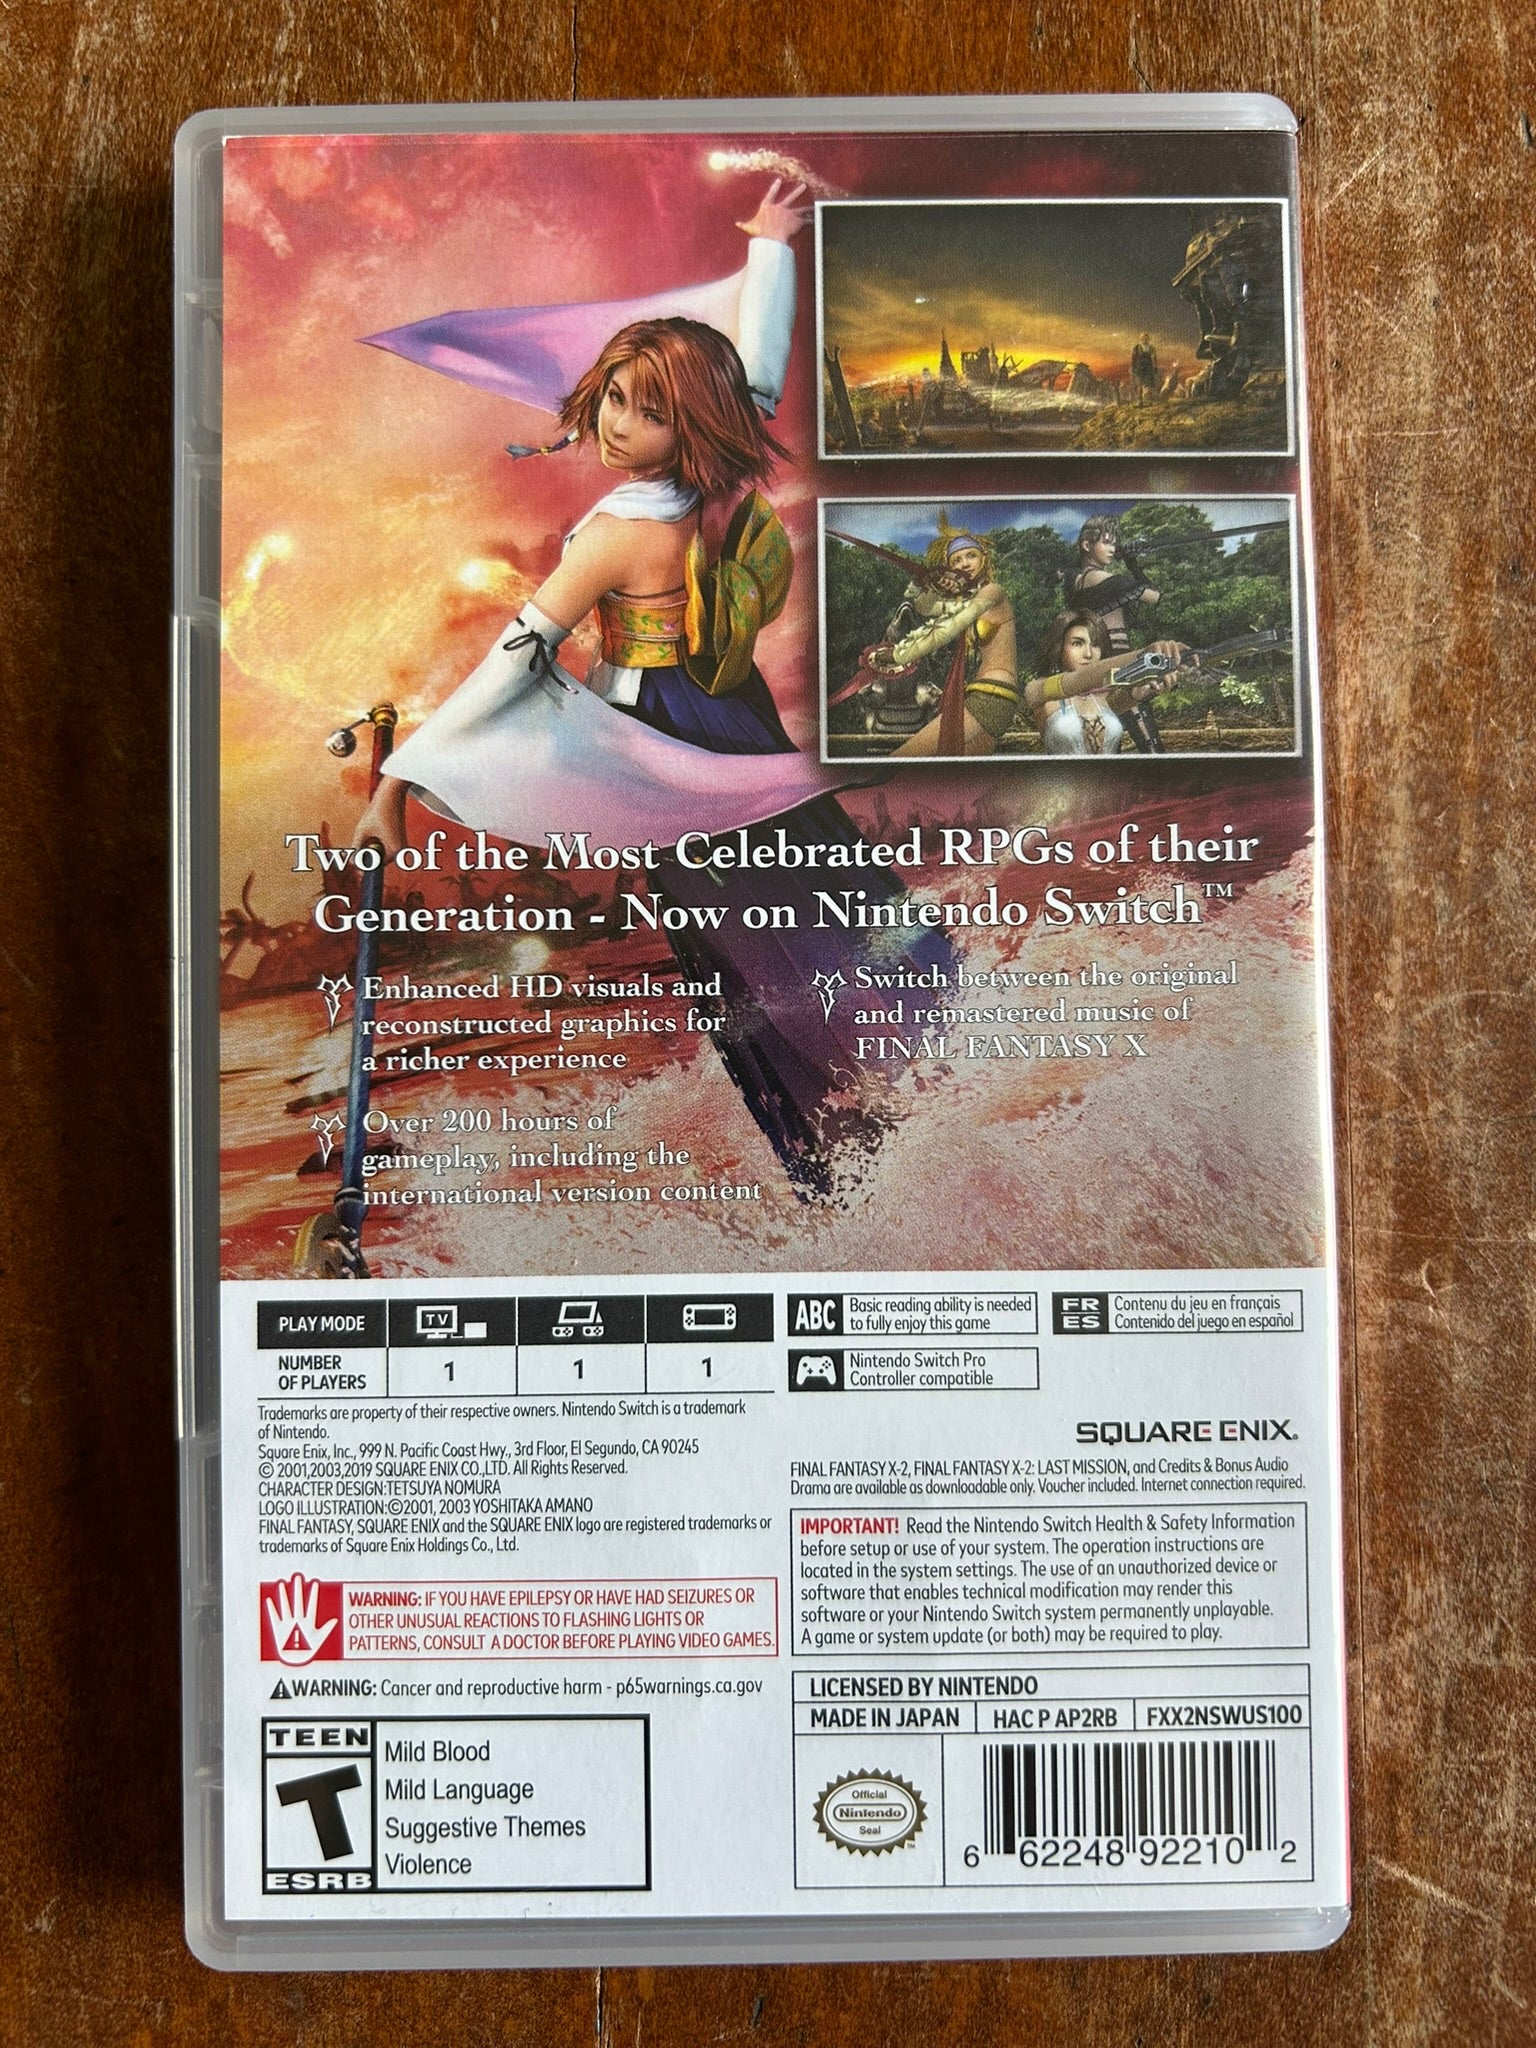 Two of the Most Celebrated RPGs of their
Generation - Now on Nintendo Switch™
Enhanced HD visuals and
reconstructed graphics for
a richer experience
Over 200 hours of
gameplay, including the
international version content
Switch between the original
and remastered music of
FINAL FANTASY X
PLAY MODE
TV
NUMBER
OF PLAYERS
1
1
1
ABC
Basic reading ability is needed
to fully enjoy this game
FR
ES
Contenu du jeu en français
Contenido del juego en español
Nintendo Switch Pro
Controller compatible
Trademarks are property of their respective owners. Nintendo Switch is a trademark
of Nintendo.
Square Enix, Inc., 999 N. Pacific Coast Hwy., 3rd Floor, El Segundo, CA 90245
© 2001,2003,2019 SQUARE ENIX CO.,LTD. All Rights Reserved.
CHARACTER DESIGN:TETSUYA NOMURA
LOGO ILLUSTRATION:©2001, 2003 YOSHITAKA AMANO
FINAL FANTASY, SQUARE ENIX and the SQUARE ENIX logo are registered trademarks or
trademarks of Square Enix Holdings Co., Ltd.
SQUARE ENIX.
FINAL FANTASY X-2, FINAL FANTASY X-2: LAST MISSION, and Credits & Bonus Audio
Drama are available as downloadable only. Voucher included. Internet connection required.
WARNING: IF YOU HAVE EPILEPSY OR HAVE HAD SEIZURES OR
OTHER UNUSUAL REACTIONS TO FLASHING LIGHTS OR
PATTERNS, CONSULT A DOCTOR BEFORE PLAYING VIDEO GAMES.
WARNING: Cancer and reproductive harm - p65warnings.ca.gov
IMPORTANT! Read the Nintendo Switch Health & Safety Information
before setup or use of your system. The operation instructions are
located in the system settings. The use of an unauthorized device or
software that enables technical modification may render this
software or your Nintendo Switch system permanently unplayable.
A game or system update (or both) may be required to play.
TEEN
T
ESRB
Mild Blood
Mild Language
Suggestive Themes
Violence
LICENSED BY NINTENDO
MADE IN JAPAN
HAC P AP2RB
FXX2NSWUS100
Official
Nintendo
Seal
TM
6 62248 92210 2